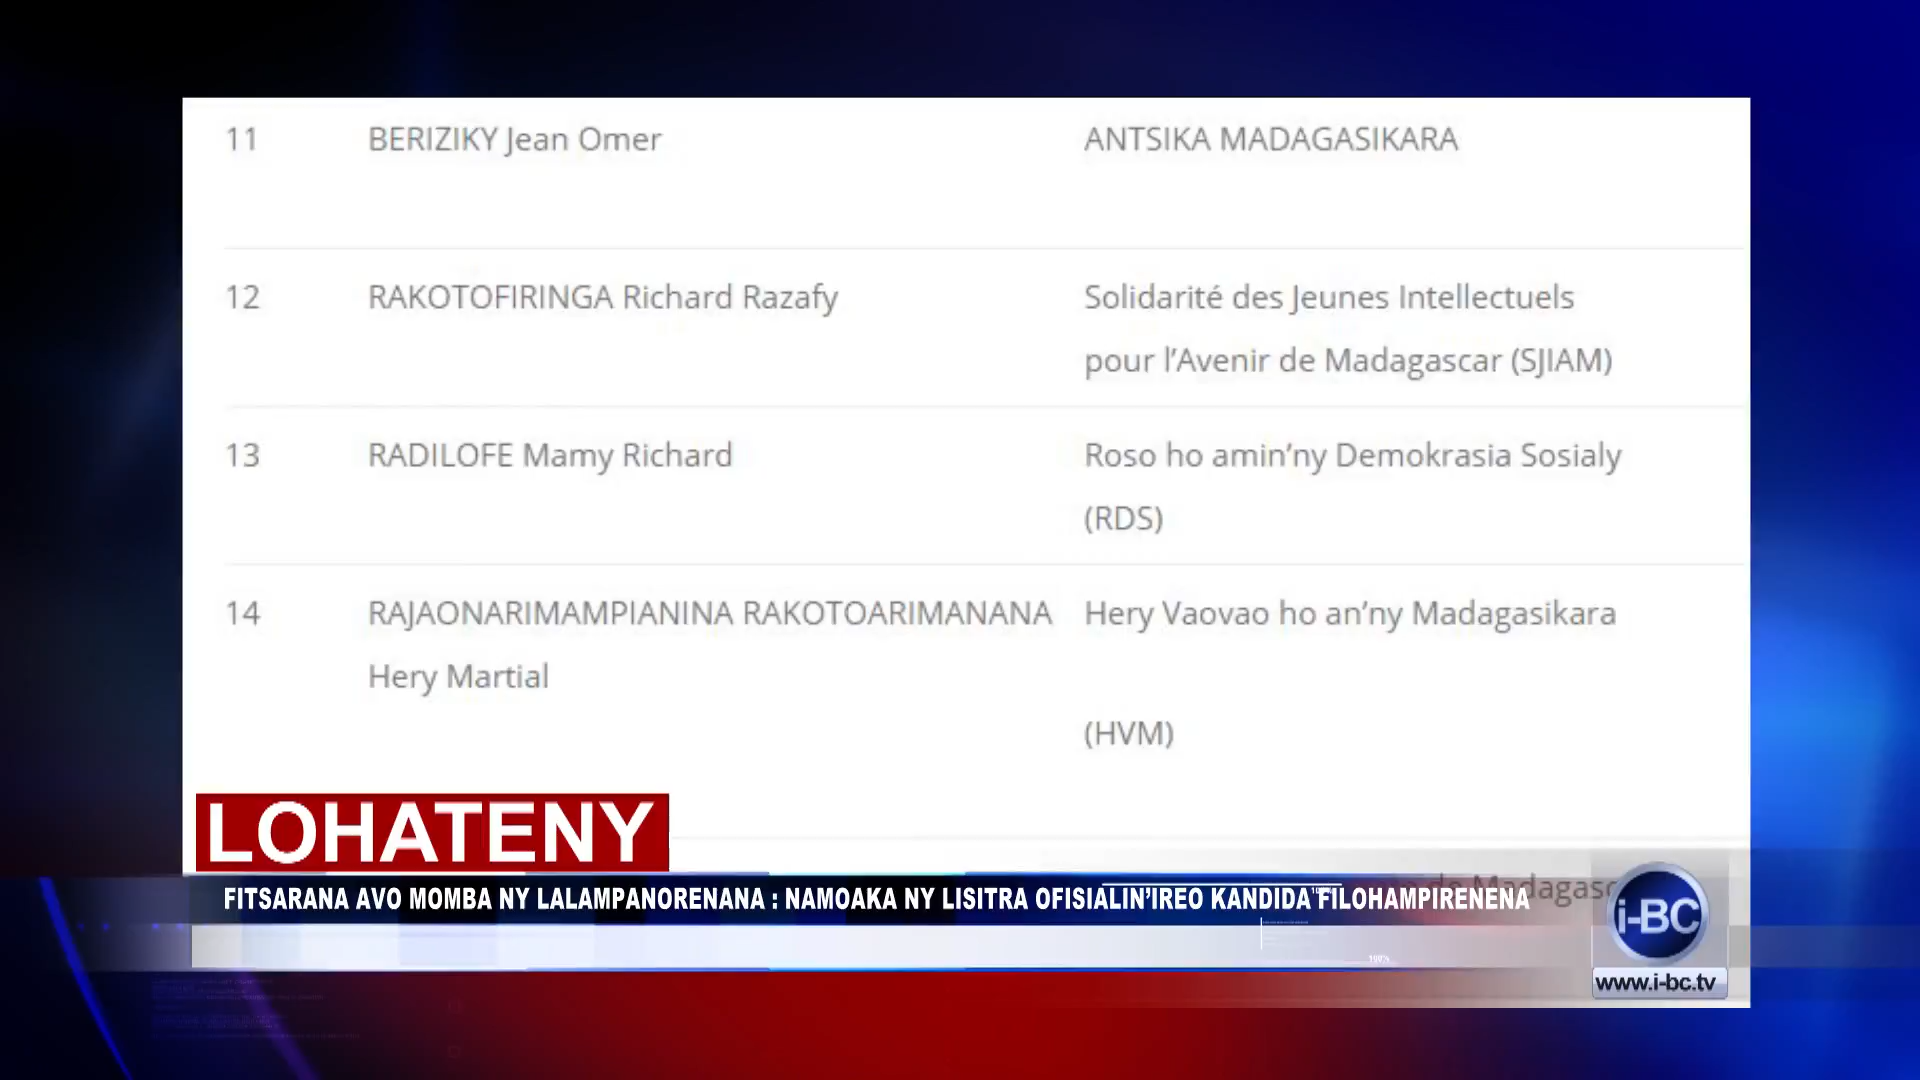 11 BERIZIKY Jean Omer ANTSIKA MADAGASIKARA
12 RAKOTOFIRINGA Richard Razafy Solidarité des Jeunes Intellectuels
pour l’Avenir de Madagascar (SJIAM)
13 RADILOFE Mamy Richard Roso ho amin’ny Demokrasia Sosialy
(RDS)
14 RAJAONARIMAMPIANINA RAKOTOARIMANANA Hery Vaovao ho an’ny Madagasikara
Hery Martial
(HVM)
LOHATENY
FITSARANA AVO MOMBA NY LALAMPANORENANA : NAMOAKA NY LISITRA OFISIALIN’IREO KANDIDA FILOHAMPIRENENA
i-BC
100%
www.i-bc.tv